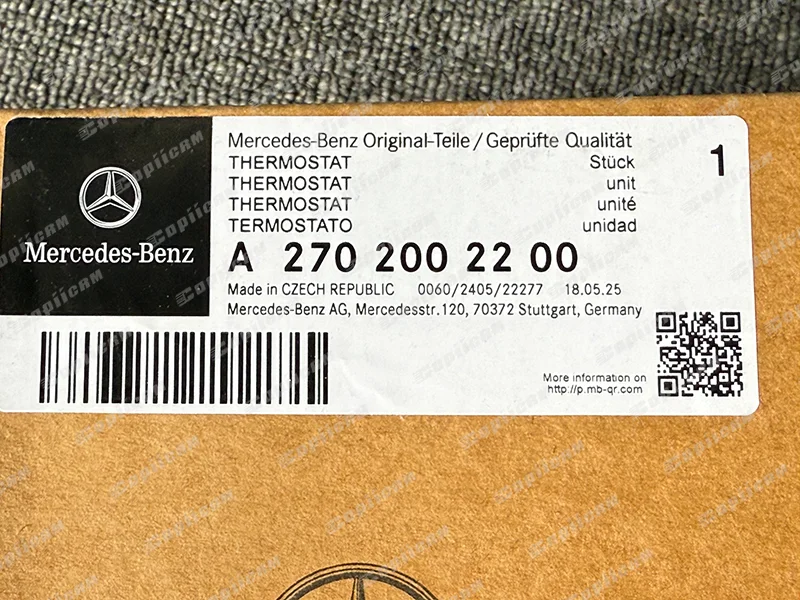 Mercedes-Benz
Mercedes-Benz Original-Teile / Geprüfte Qualität
THERMOSTAT Stück 1
THERMOSTAT unit
THERMOSTAT unité
TERMOSTATO unidad
A 270 200 22 00
Made in CZECH REPUBLIC 0060/2405/22277 18.05.25
Mercedes-Benz AG, Mercedesstr. 120, 70372 Stuttgart, Germany
More information on
http://p.mb-qr.com